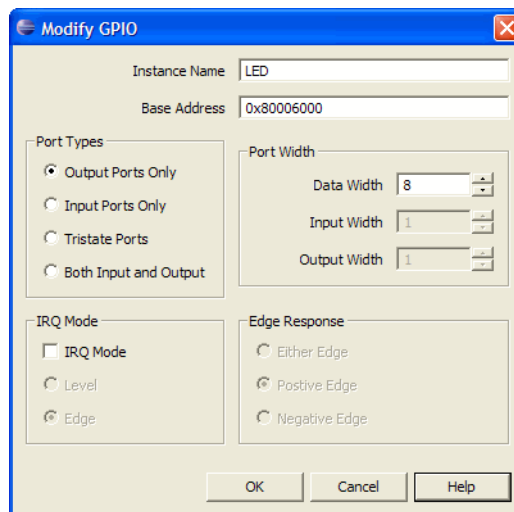 Modify GPIO
Instance Name LED
Base Address 0x80006000
Port Types
Output Ports Only
Input Ports Only
Tristate Ports
Both Input and Output
Port Width
Data Width 8
Input Width 1
Output Width 1
IRQ Mode
IRQ Mode
Level
Edge
Edge Response
Either Edge
Postive Edge
Negative Edge
OK Cancel Help